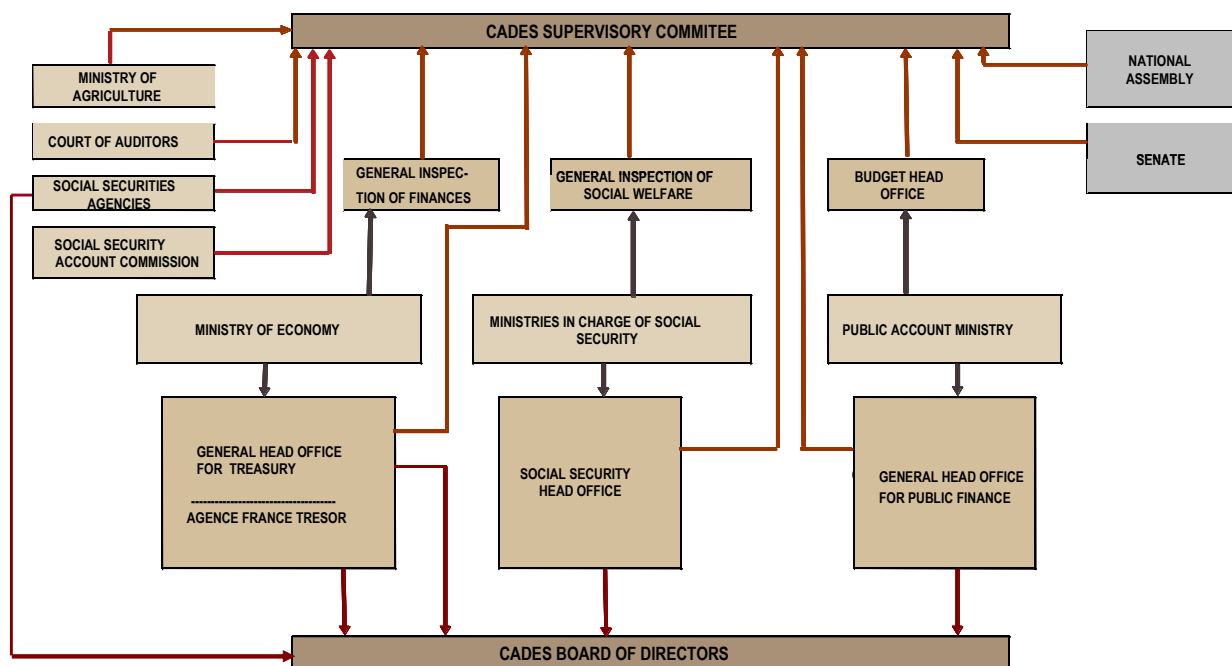 CADES SUPERVISORY COMMITEE
MINISTRY OF
AGRICULTURE
NATIONAL
ASSEMBLY
COURT OF AUDITORS
SENATE
SOCIAL SECURITIES
AGENCIES
GENERAL INSPEC-
TION OF FINANCES
GENERAL INSPECTION OF
SOCIAL WELFARE
BUDGET HEAD
OFFICE
SOCIAL SECURITY
ACCOUNT COMMISSION
MINISTRY OF ECONOMY
MINISTRIES IN CHARGE OF SOCIAL
SECURITY
PUBLIC ACCOUNT MINISTRY
GENERAL HEAD OFFICE
FOR TREASURY
-------------------------------------
AGENCE FRANCE TRESOR
SOCIAL SECURITY
HEAD OFFICE
GENERAL HEAD OFFICE
FOR PUBLIC FINANCE
CADES BOARD OF DIRECTORS